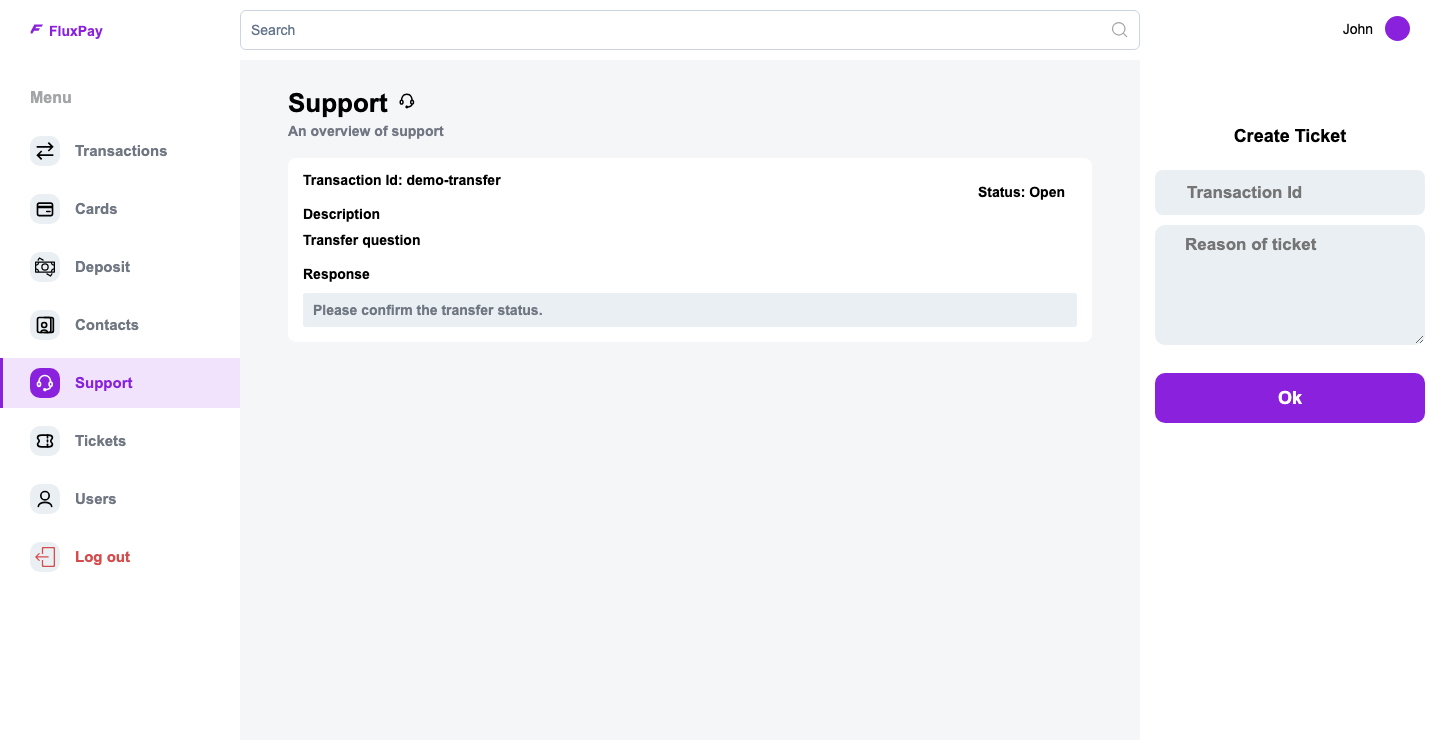 FluxPay
Search
John
Menu
Transactions
Cards
Deposit
Contacts
Support
Tickets
Users
Log out
Support
An overview of support
Transaction Id: demo-transfer
Status: Open
Description
Transfer question
Response
Please confirm the transfer status.
Create Ticket
Transaction Id
Reason of ticket
Ok